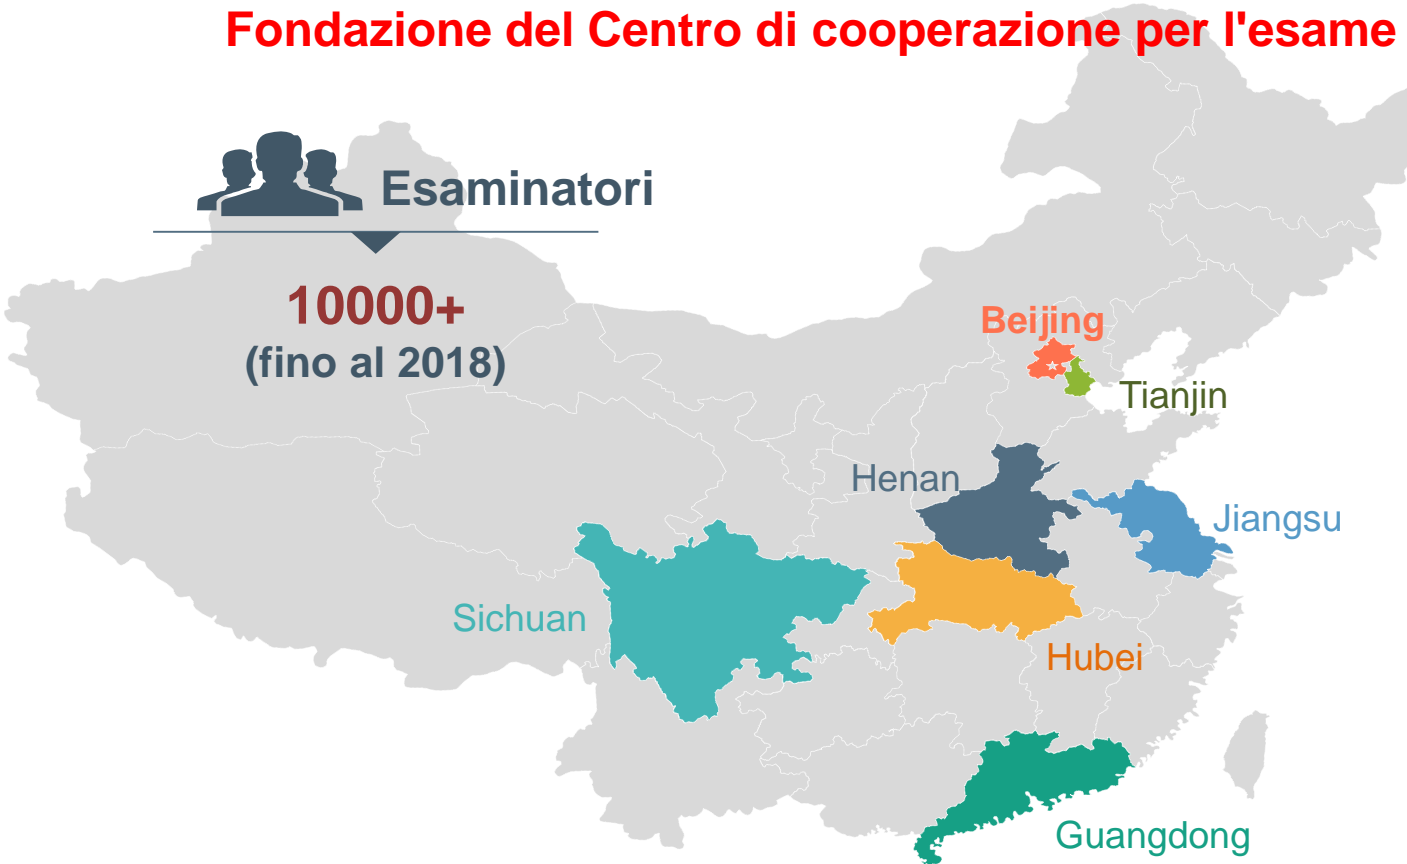 Fondazione del Centro di cooperazione per l'esame
Esaminatori
10000+
(fino al 2018)
Beijing
Tianjin
Henan
Jiangsu
Sichuan
Hubei
Guangdong